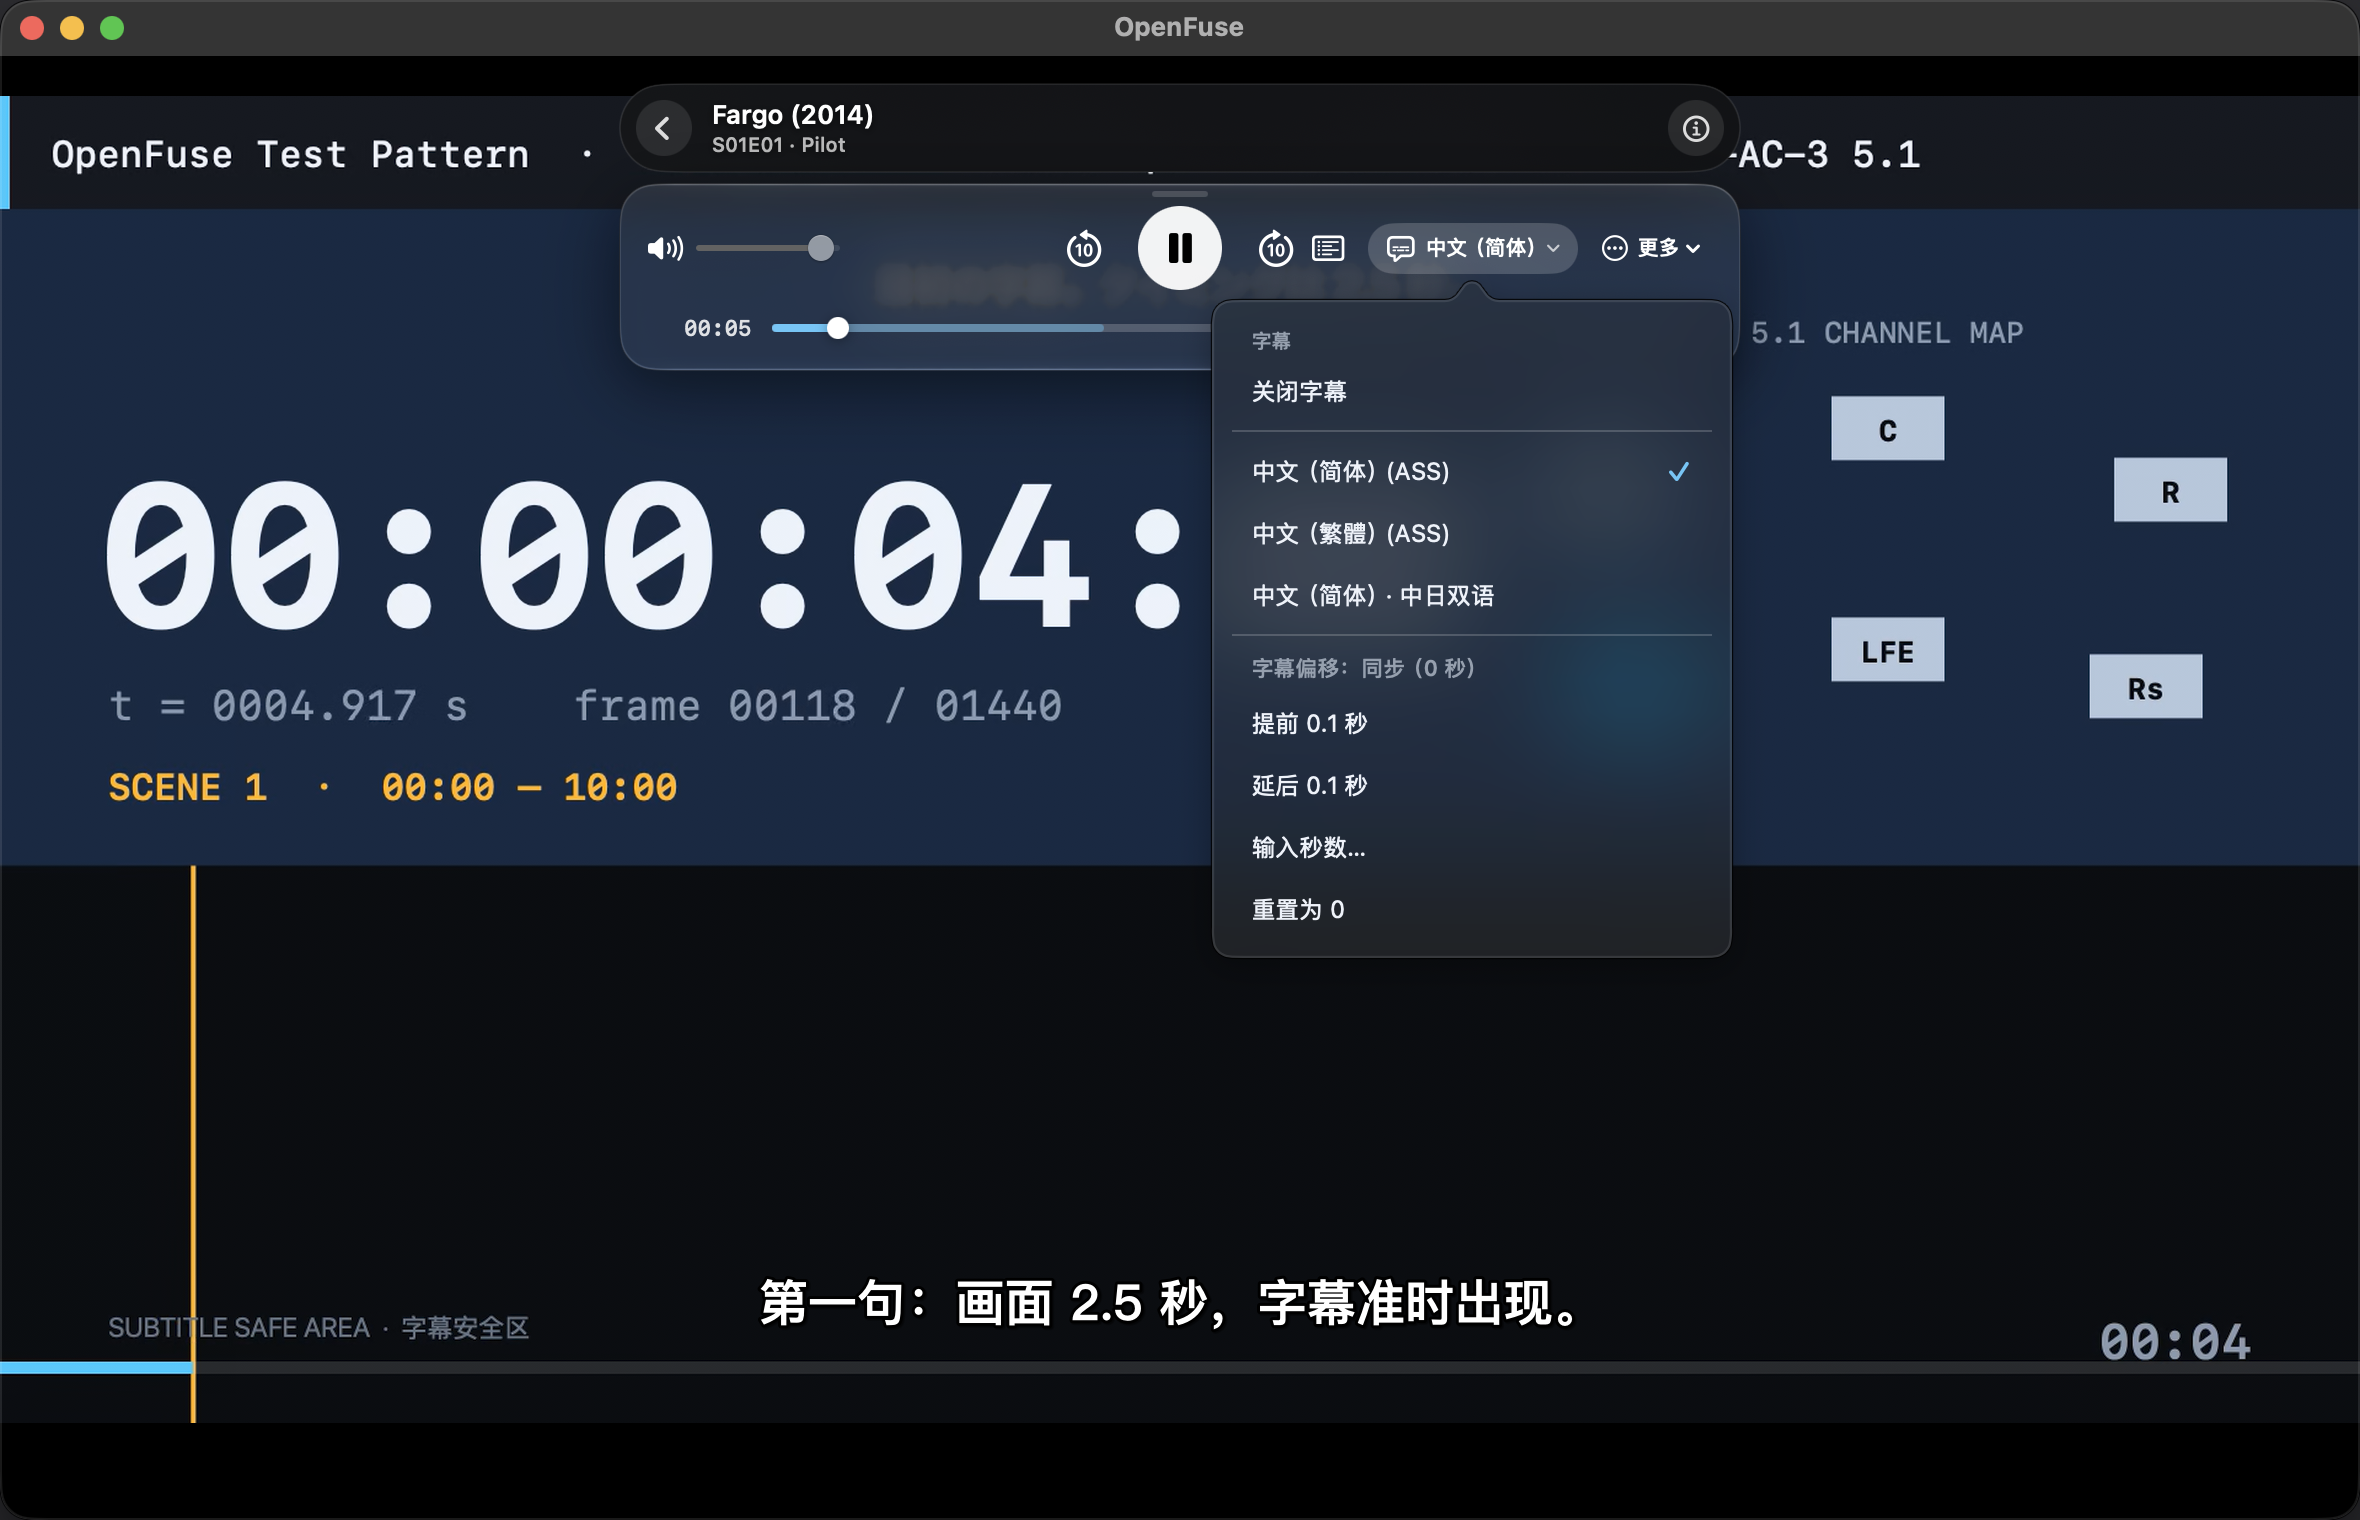 OpenFuse
Fargo (2014)
S01E01 · Pilot
OpenFuse Test Pattern ·
AC-3 5.1
10
10
中文（简体）
更多
00:05
字幕
关闭字幕
中文（简体）(ASS)
中文（繁體）(ASS)
中文（简体）· 中日双语
字幕偏移：同步（0 秒）
提前 0.1 秒
延后 0.1 秒
输入秒数...
重置为 0
5.1 CHANNEL MAP
C
R
LFE
Rs
00:00:04:
t = 0004.917 s frame 00118 / 01440
SCENE 1 · 00:00 — 10:00
第一句：画面 2.5 秒，字幕准时出现。
SUBTITLE SAFE AREA · 字幕安全区
00:04